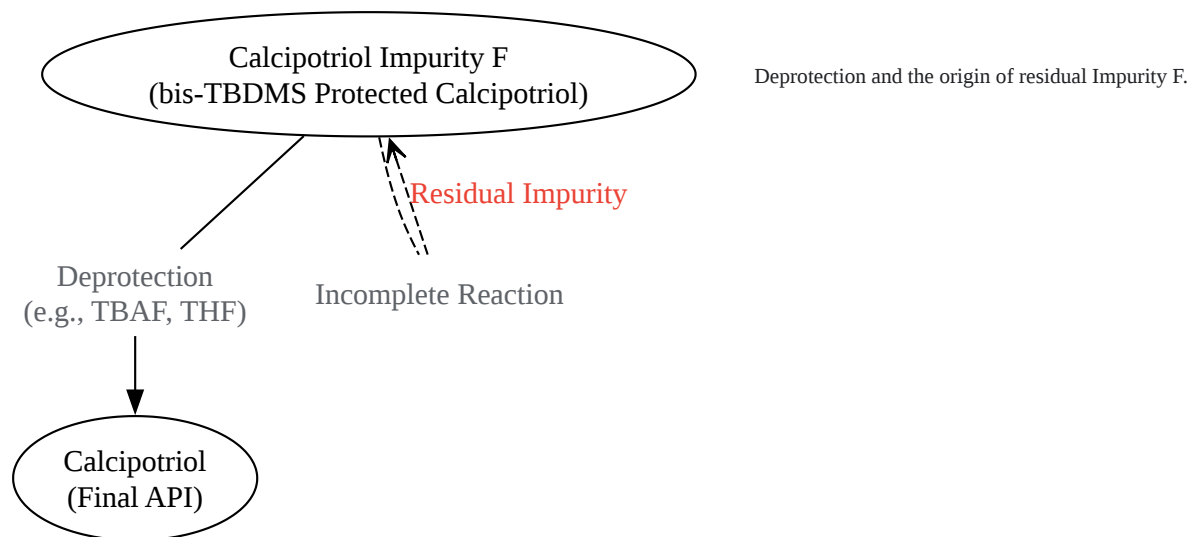 Calcipotriol Impurity F
(bis-TBDMS Protected Calcipotriol)
Deprotection and the origin of residual Impurity F.
Residual Impurity
Deprotection
(e.g., TBAF, THF)
Incomplete Reaction
Calcipotriol
(Final API)